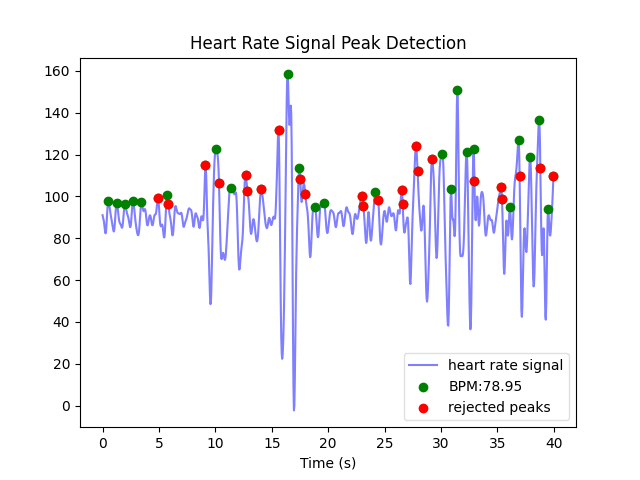 Heart Rate Signal Peak Detection
160
140
120
100
80
60
40
20
0
heart rate signal
BPM:78.95
rejected peaks
0 5 10 15 20 25 30 35 40
Time (s)